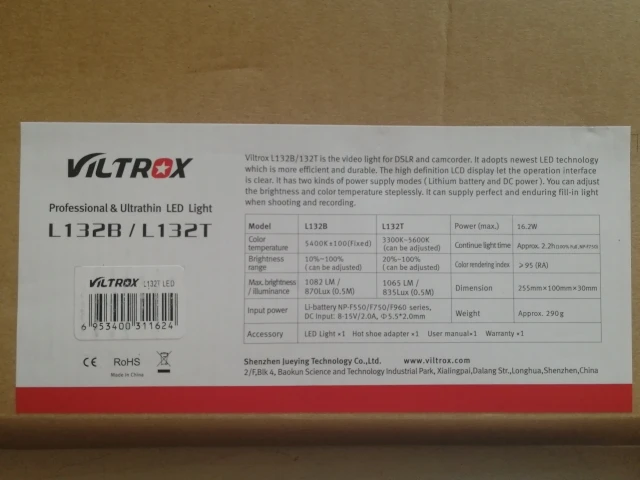 VILTROX
Professional & Ultrathin LED Light
L132B / L132T
VILTROX L132T LED
6 953400 311624
CE RoHS
Made in China
Viltrox L132B/132T is the video light for DSLR and camcorder. It adopts newest LED technology
which is more efficient and durable. The high definition LCD display let the operation interface
is clear. It has two kinds of power supply modes ( Lithium battery and DC power). You can adjust
the brightness and color temperature steplessly. It can supply perfect and enduring fill-in light
when shooting and recording.
Model L132B L132T Power (max.) 16.2W
Color temperature 5400K±100(Fixed) 3300K~5600K (can be adjusted) Continue light time Approx. 2.2h
Brightness range 10%~100% (can be adjusted) 20%~100% (can be adjusted) Color rendering index ≥95 (RA)
Max. brightness / illuminance 1082 LM / 870Lux (0.5M) 1065 LM / 835Lux (0.5M) Dimension 255mm×100mm×30mm
Input power Li-battery NP-F550/F750/F960 series, DC Input: 8-15V/2.0A, Φ5.5*2.0mm Weight Approx. 290g
Accessory LED Light *1 Hot shoe adapter *1 User manual*1 Warranty *1
Shenzhen Jueying Technology Co.,Ltd. www.viltrox.com
2/F,Blk 4, Baokun Science and Technology Industrial Park, Xialingpai,Dalang Str.,Longhua,Shenzhen,China